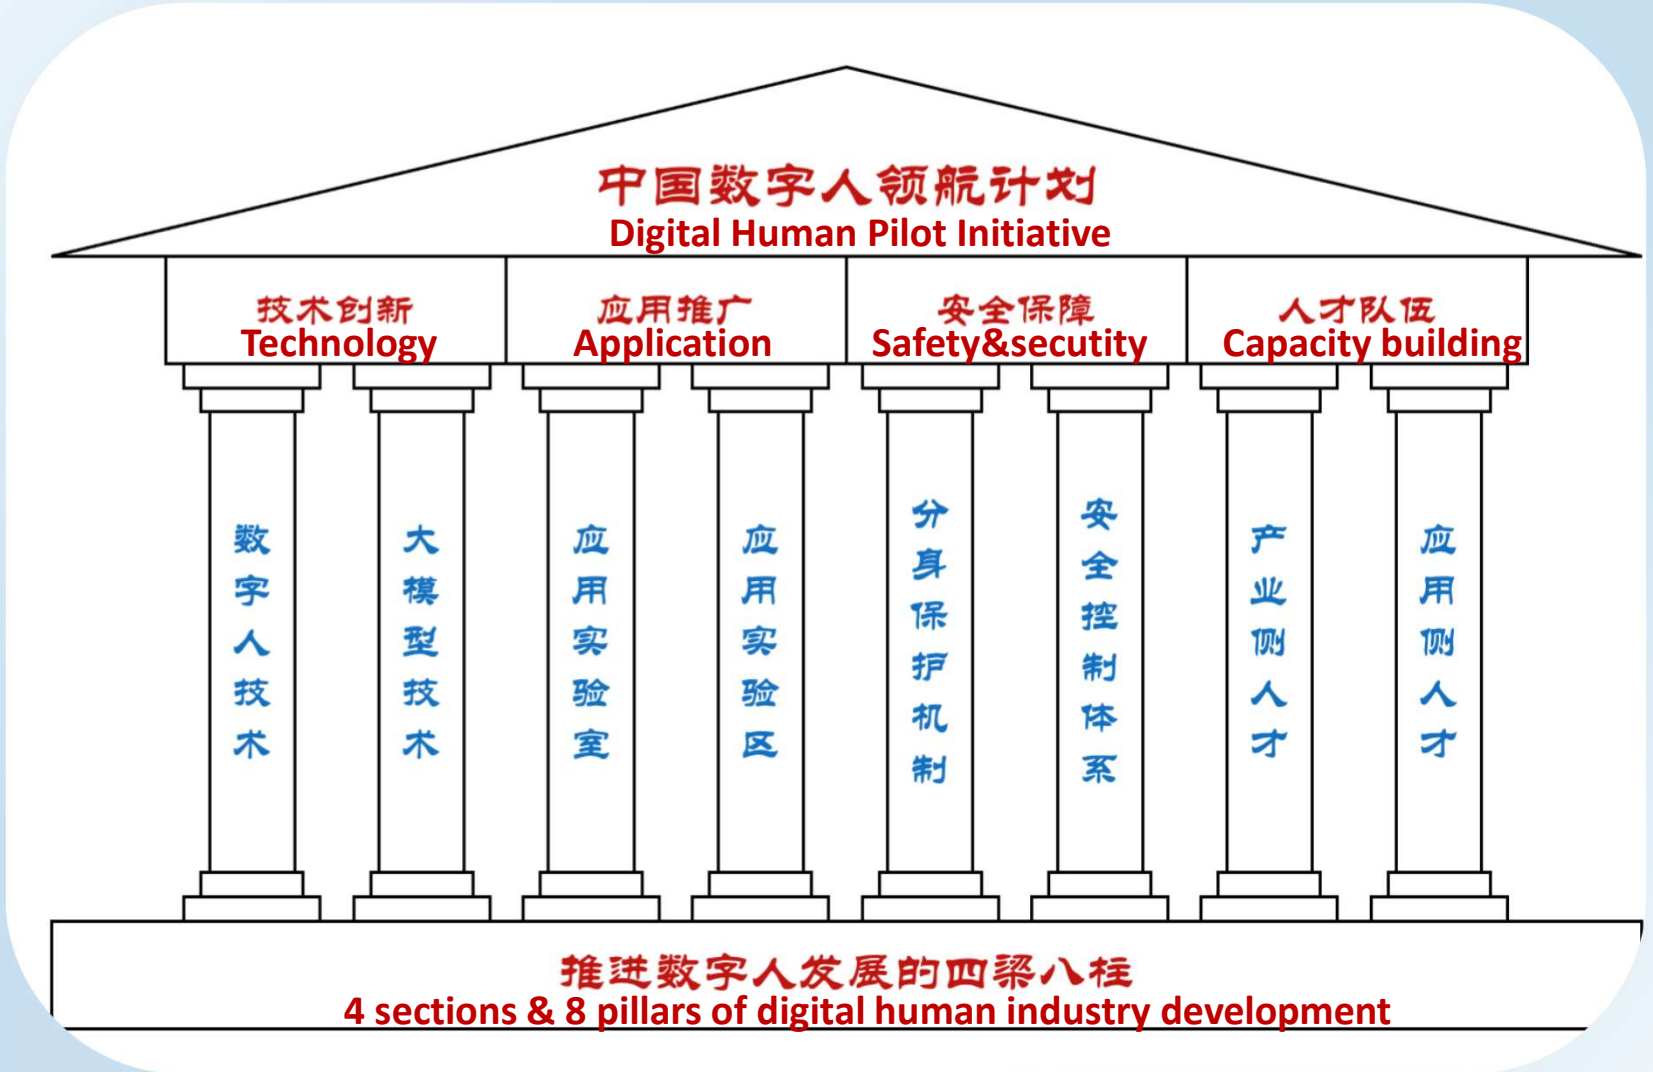 中国数字人领航计划
Digital Human Pilot Initiative
技术创新
Technology
应用推广
Application
安全保障
Safety&secutity
人才队伍
Capacity building
数字人技术
大模型技术
应用实验室
应用实验区
分身保护机制
安全控制体系
产业侧人才
应用侧人才
推进数字人发展的四梁八柱
4 sections & 8 pillars of digital human industry development